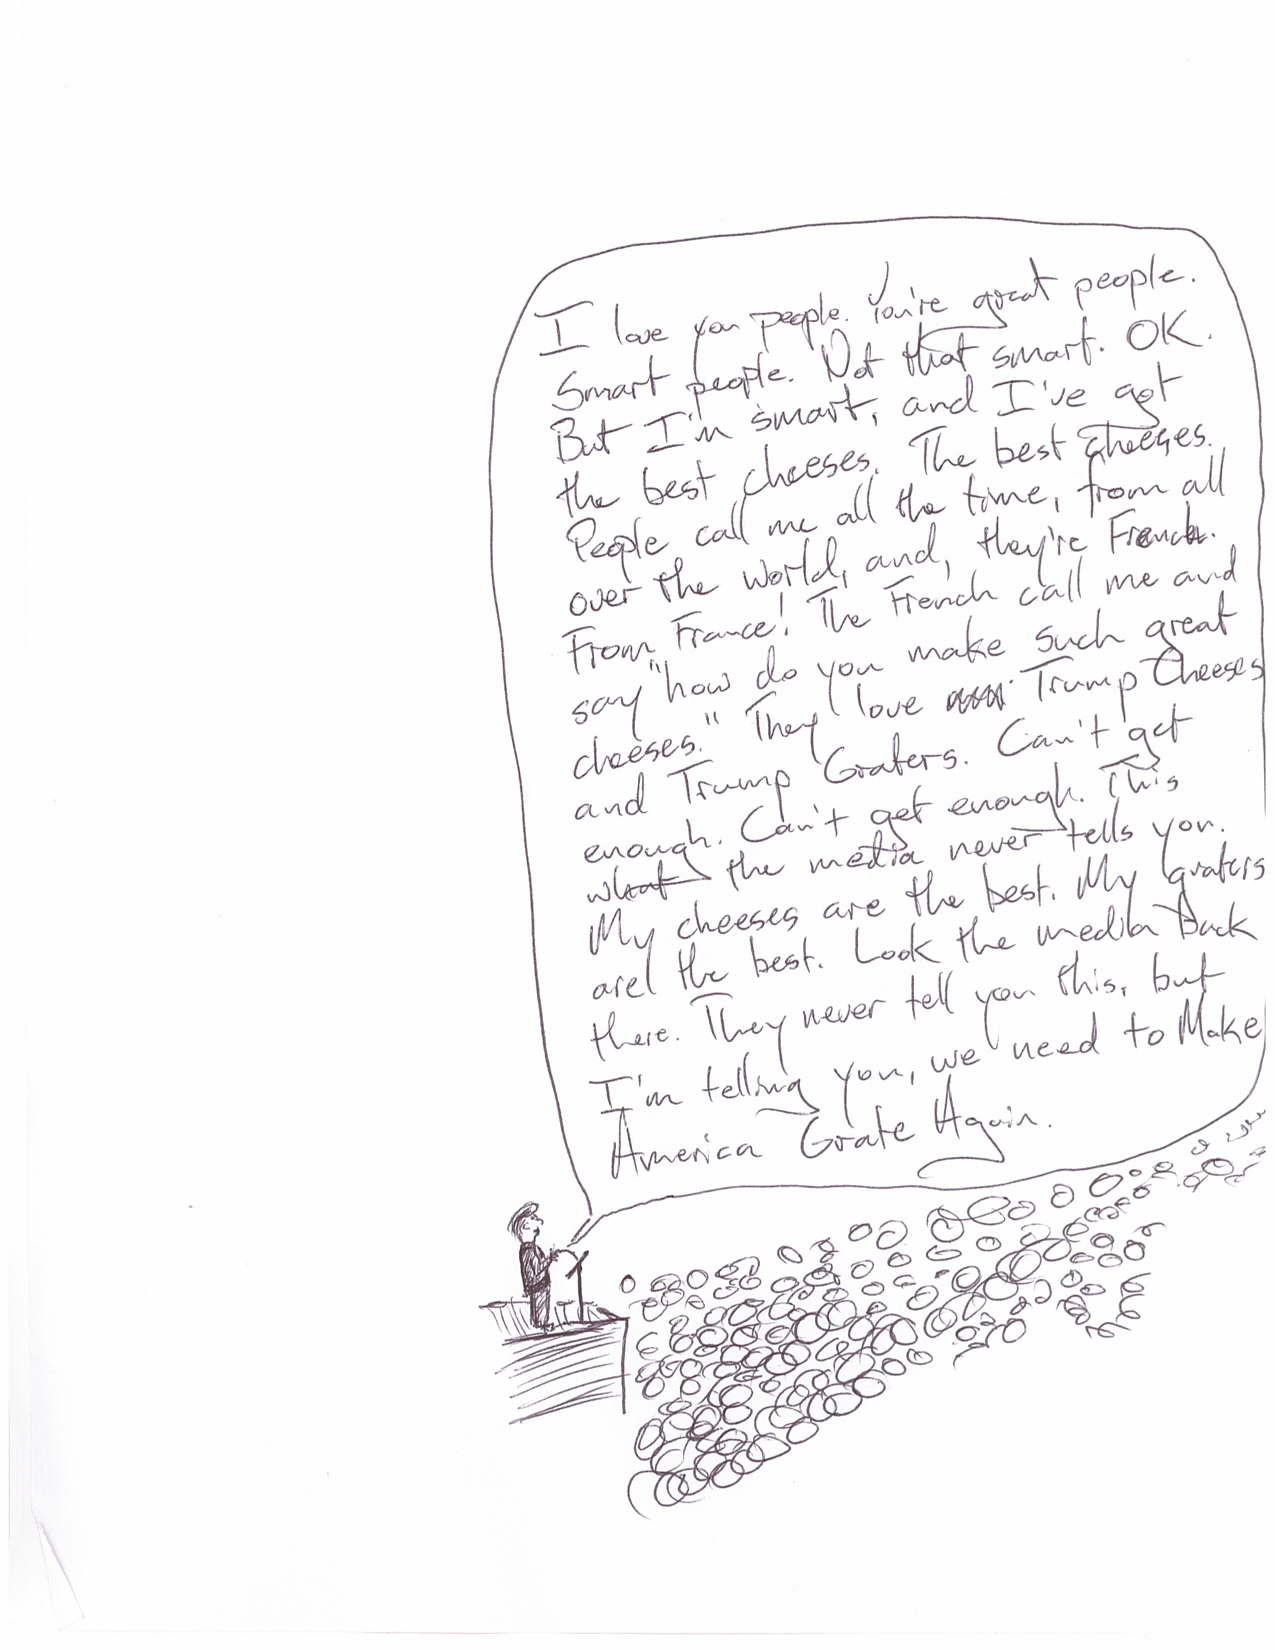 I love you people. You're great people.
Smart people. Not that smart. OK.
But I'm smart, and I've got
the best cheeses. The best cheeses.
People call me all the time, from all
over the world, and, they're French.
From France! The French call me and
say "how do you make such great
cheeses." They love Trump Cheeses
and Trump Graters. Can't get
enough. Can't get enough. This
what the media never tells you.
My cheeses are the best. My graters
are the best. Look the media back
there. They never tell you this, but
I'm telling you, we need to Make
America Grate Again.